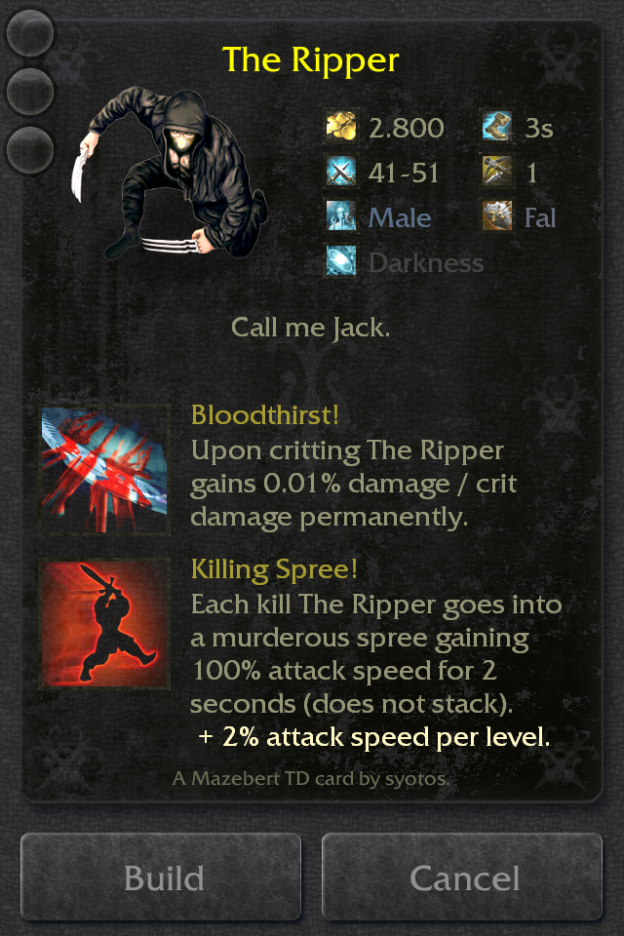 The Ripper
2.800 3s
41-51 1
Male Fal
Darkness
Call me Jack.
Bloodthirst!
Upon critting The Ripper
gains 0.01% damage / crit
damage permanently.
Killing Spree!
Each kill The Ripper goes into
a murderous spree gaining
100% attack speed for 2
seconds (does not stack).
+ 2% attack speed per level.
A Mazebert TD card by syotos.
Build Cancel